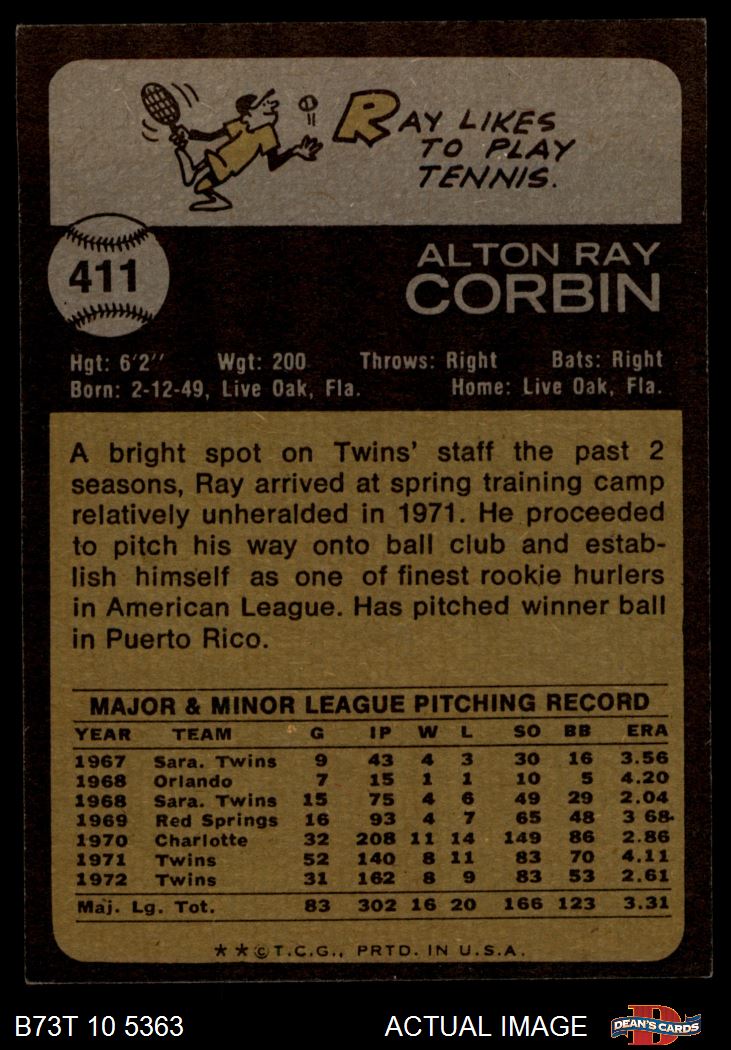 RAY LIKES
TO PLAY
TENNIS.
411
ALTON RAY
CORBIN
Hgt: 6'2'' Wgt: 200 Throws: Right Bats: Right
Born: 2-12-49, Live Oak, Fla. Home: Live Oak, Fla.
A bright spot on Twins' staff the past 2
seasons, Ray arrived at spring training camp
relatively unheralded in 1971. He proceeded
to pitch his way onto ball club and estab-
lish himself as one of finest rookie hurlers
in American League. Has pitched winner ball
in Puerto Rico.
MAJOR & MINOR LEAGUE PITCHING RECORD
YEAR TEAM G IP W L SO BB ERA
1967 Sara. Twins 9 43 4 3 30 16 3.56
1968 Orlando 7 15 1 1 10 5 4.20
1968 Sara. Twins 15 75 4 6 49 29 2.04
1969 Red Springs 16 93 4 7 65 48 3 68
1970 Charlotte 32 208 11 14 149 86 2.86
1971 Twins 52 140 8 11 83 70 4.11
1972 Twins 31 162 8 9 83 53 2.61
Maj. Lg. Tot. 83 302 16 20 166 123 3.31
★★©T.C.G., PRTD. IN U.S.A.
B73T 10 5363 ACTUAL IMAGE D DEAN'S CARDS